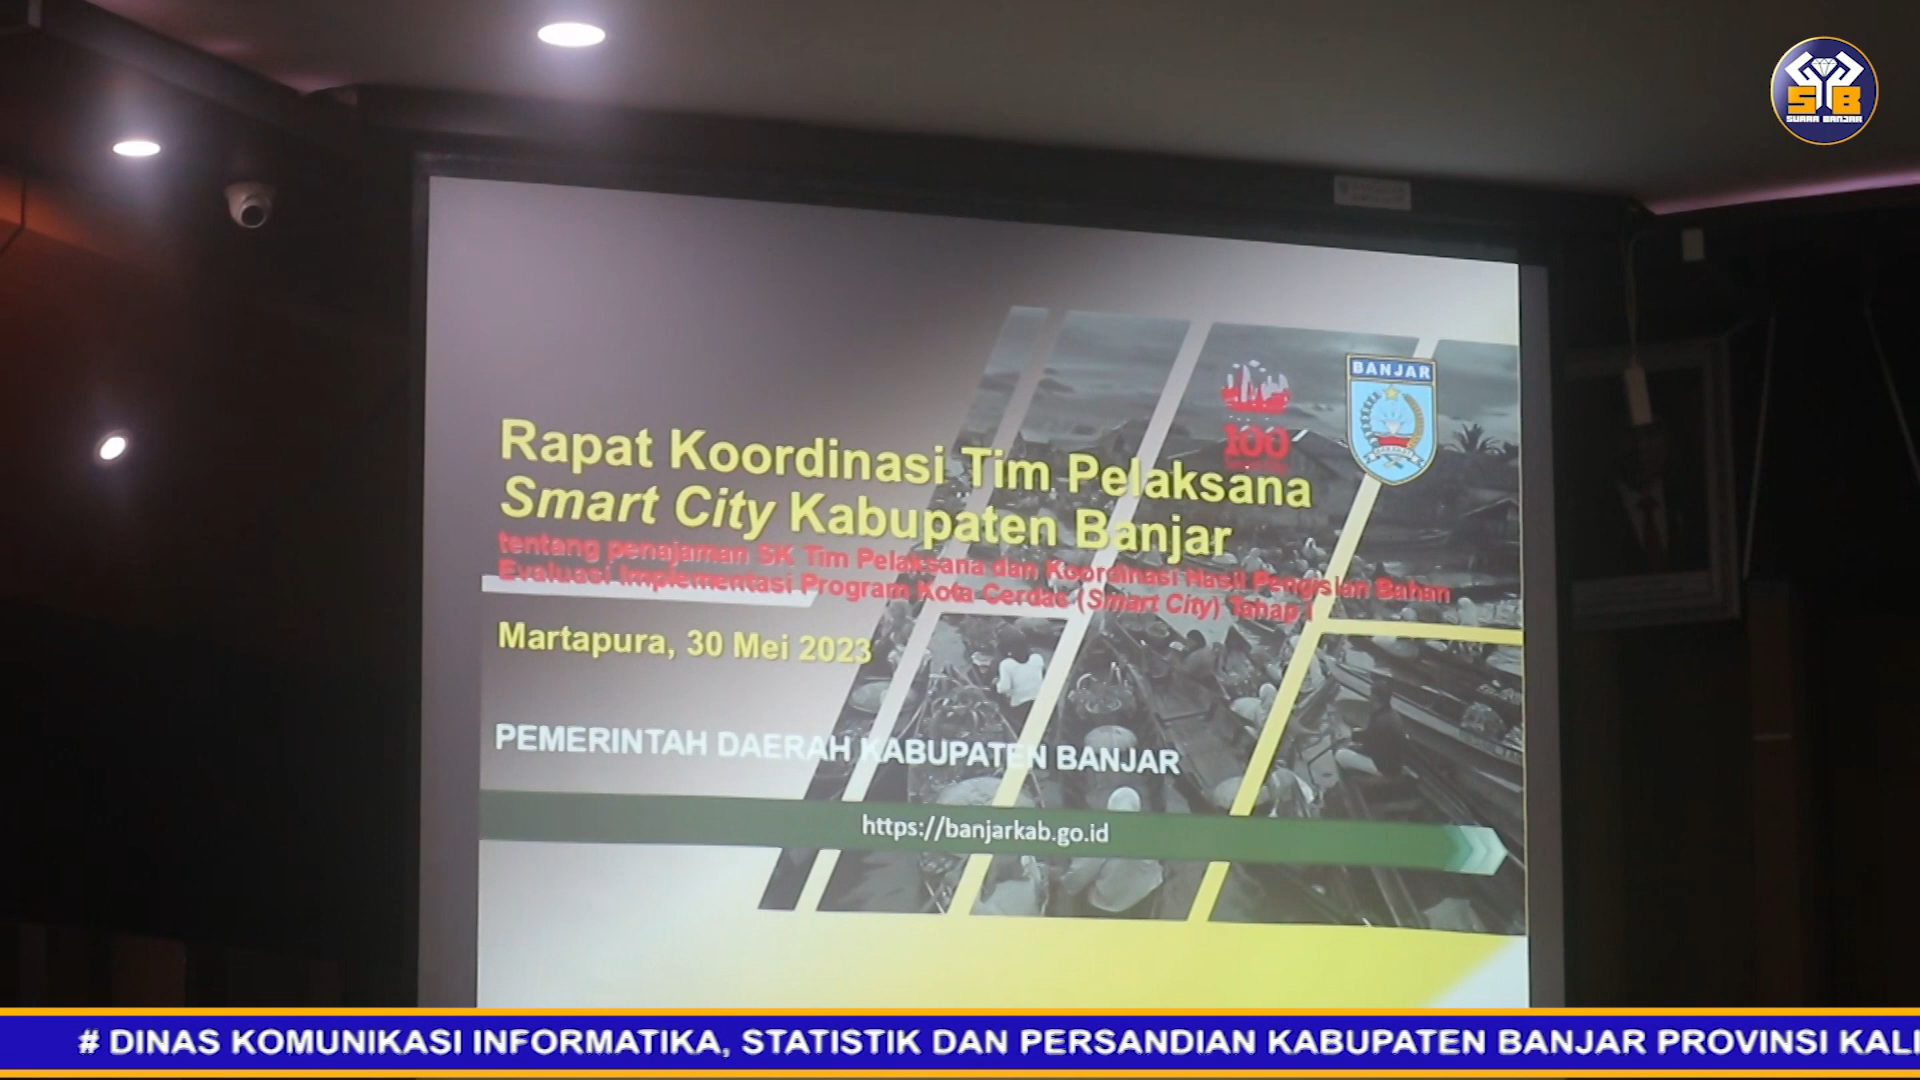 SB
SUARA BANJAR
BANJAR
100
Rapat Koordinasi Tim Pelaksana
Smart City Kabupaten Banjar
tentang penajaman SK Tim Pelaksana dan Koordinasi Hasil Pengisian Bahan
Evaluasi Implementasi Program Kota Cerdas (Smart City) Tahap I
Martapura, 30 Mei 2023
PEMERINTAH DAERAH KABUPATEN BANJAR
https://banjarkab.go.id
# DINAS KOMUNIKASI INFORMATIKA, STATISTIK DAN PERSANDIAN KABUPATEN BANJAR PROVINSI KALI